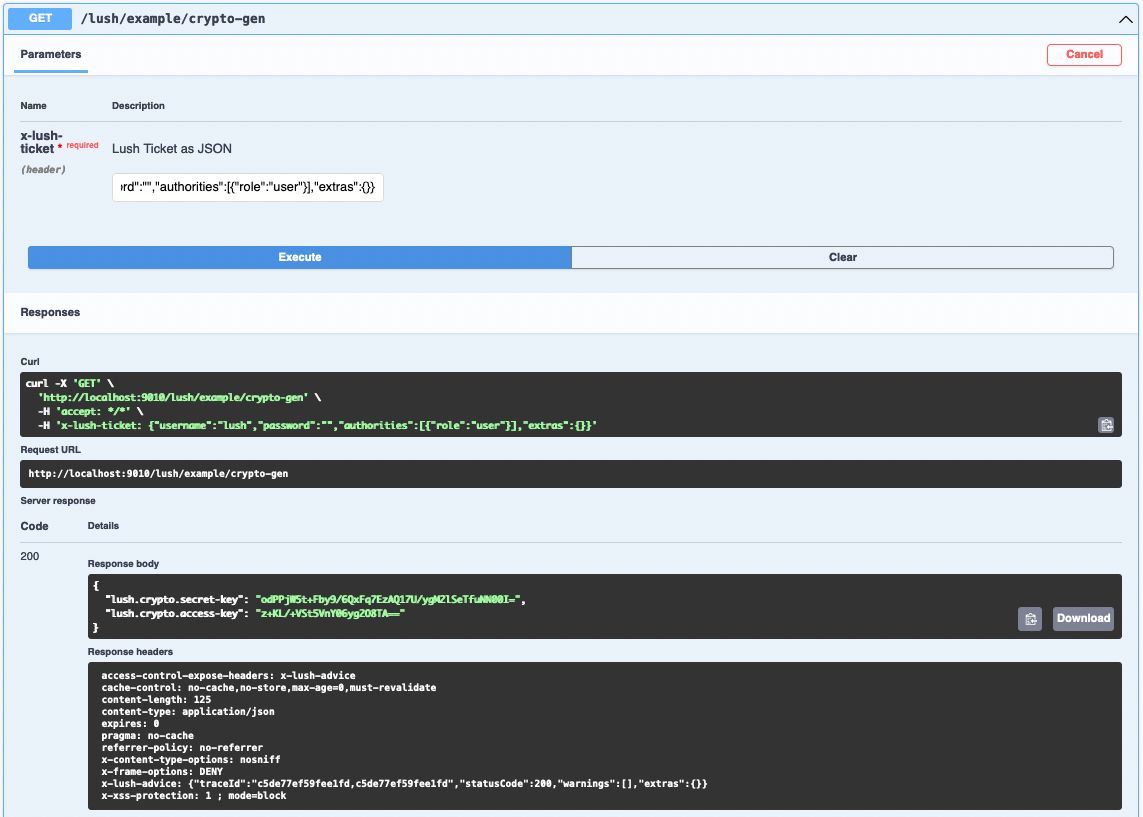 GET /lush/example/crypto-gen
Parameters
Cancel
Name Description
x-lush-ticket * required
(header)
Lush Ticket as JSON
ord":"","authorities":[{"role":"user"}],"extras":{}}
Execute Clear
Responses
Curl
curl -X 'GET' \
'http://localhost:9010/lush/example/crypto-gen' \
-H 'accept: */*' \
-H 'x-lush-ticket: {"username":"lush","password":"","authorities":[{"role":"user"}],"extras":{}}'
Request URL
http://localhost:9010/lush/example/crypto-gen
Server response
Code Details
200
Response body
{
"lush.crypto.secret-key": "odPPjW5t+Fby9/6QxFq7EzAQ17U/ygM2lSeTfuNN00I=",
"lush.crypto.access-key": "z+KL/+VSt5VnY06yg2O8TA=="
}
Download
Response headers
access-control-expose-headers: x-lush-advice
cache-control: no-cache,no-store,max-age=0,must-revalidate
content-length: 125
content-type: application/json
expires: 0
pragma: no-cache
referrer-policy: no-referrer
x-content-type-options: nosniff
x-frame-options: DENY
x-lush-advice: {"traceId":"c5de77ef59fee1fd,c5de77ef59fee1fd","statusCode":200,"warnings":[],"extras":{}}
x-xss-protection: 1 ; mode=block